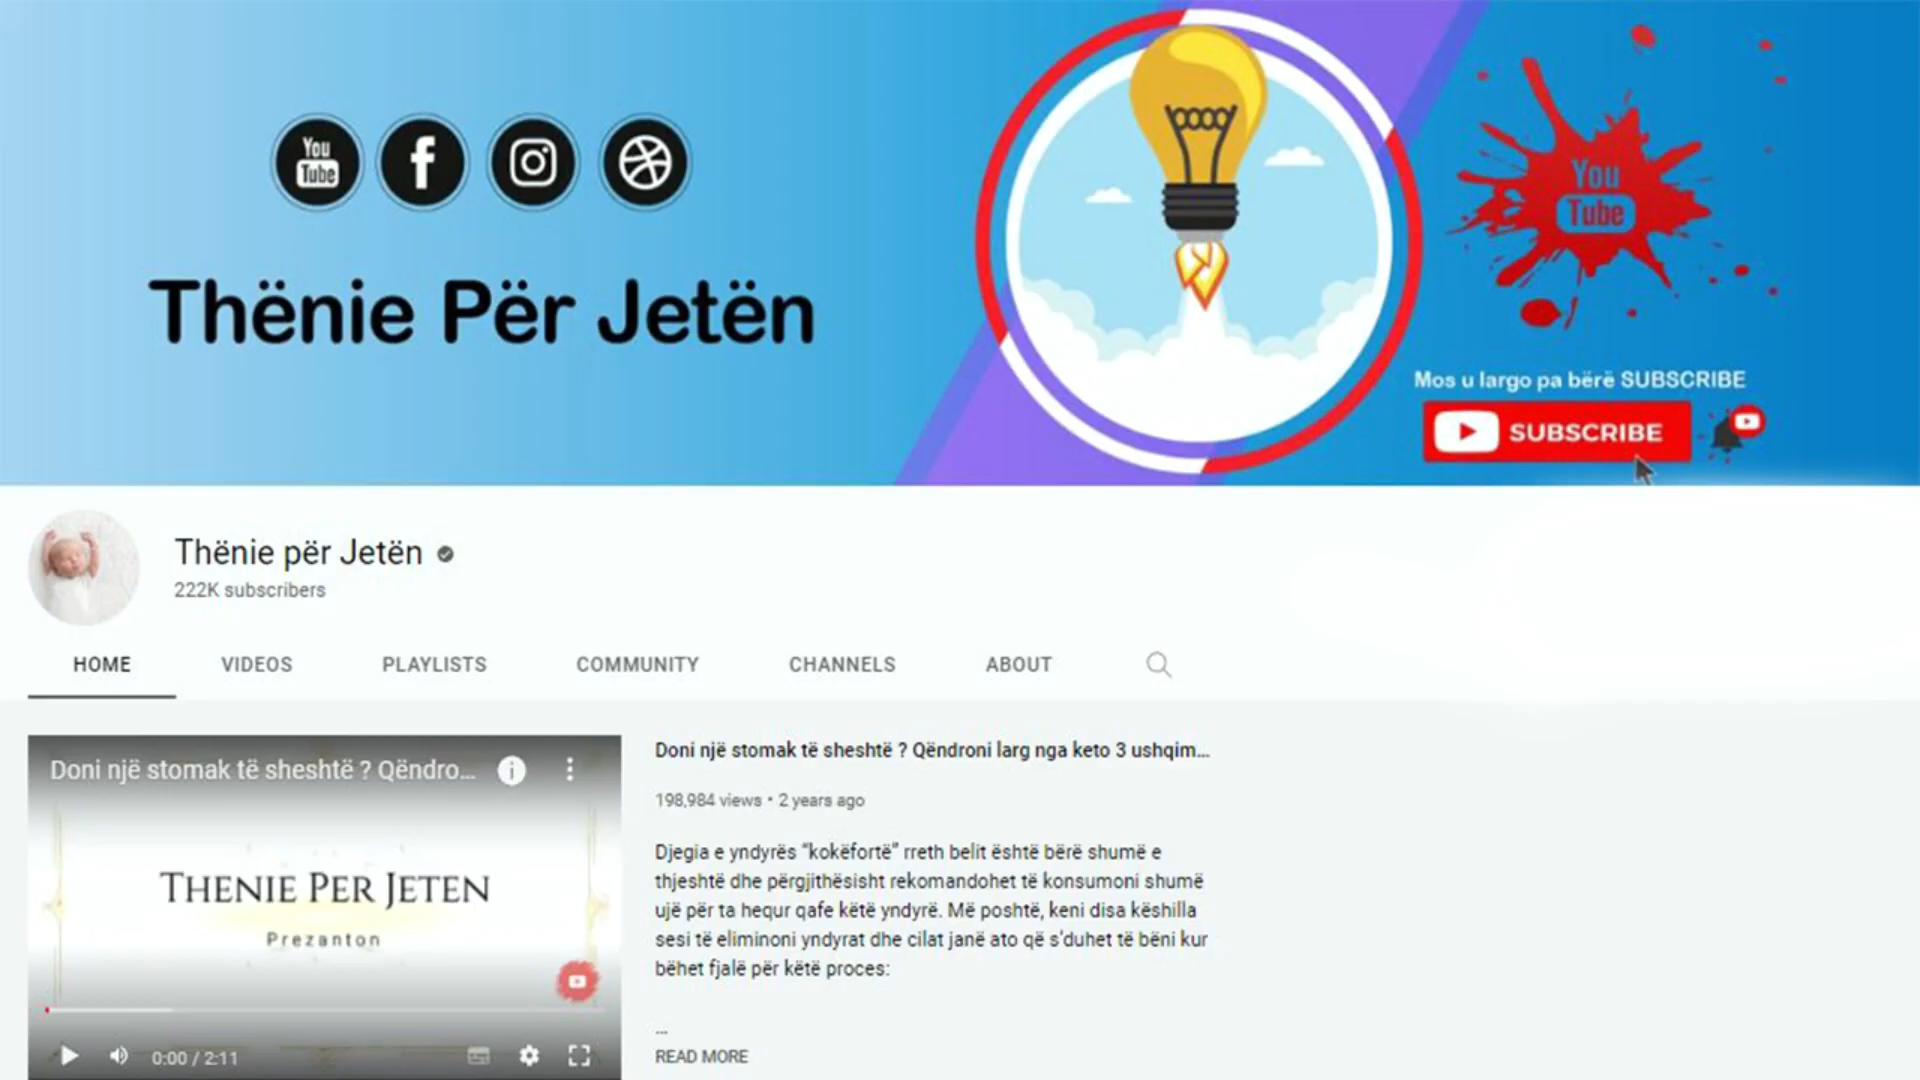 You
Tube
Thënie Për Jetën
You
Tube
Mos u largo pa bërë SUBSCRIBE
SUBSCRIBE
Thënie për Jetën
222K subscribers
HOME VIDEOS PLAYLISTS COMMUNITY CHANNELS ABOUT
Doni një stomak të sheshtë ? Qëndro...
THENIE PER JETEN
Prezanton
0:00 / 2:11
Doni një stomak të sheshtë ? Qëndroni larg nga keto 3 ushqim...
198,984 views • 2 years ago
Djegia e yndyrës “kokëfortë” rreth belit është bërë shumë e
thjeshtë dhe përgjithësisht rekomandohet të konsumoni shumë
ujë për ta hequr qafe këtë yndyrë. Më poshtë, keni disa këshilla
sesi të eliminoni yndyrat dhe cilat janë ato që s'duhet të bëni kur
bëhet fjalë për këtë proces:
...
READ MORE